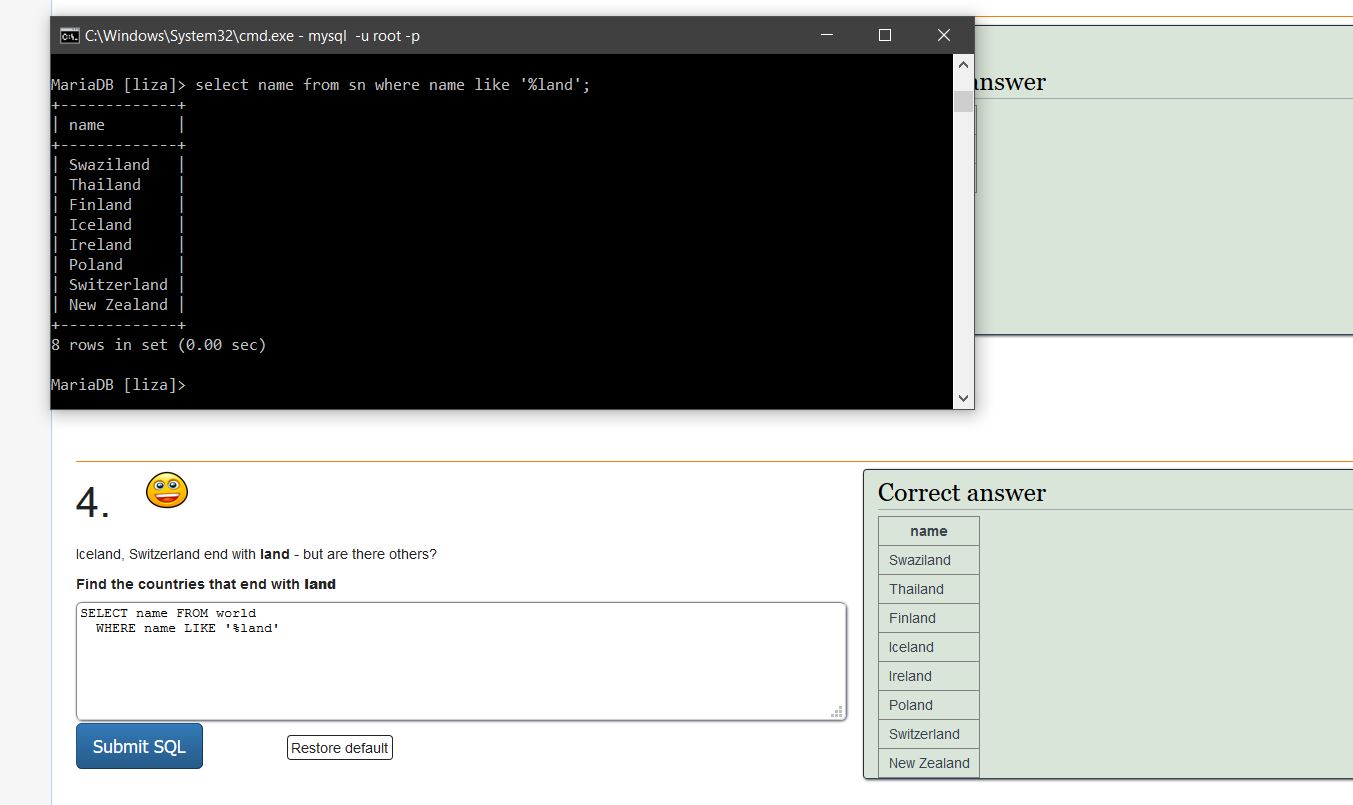 C:\Windows\System32\cmd.exe - mysql  -u root -p
MariaDB [liza]> select name from sn where name like '%land';
+-------------+
| name        |
+-------------+
| Swaziland   |
| Thailand    |
| Finland     |
| Iceland     |
| Ireland     |
| Poland      |
| Switzerland |
| New Zealand |
+-------------+
8 rows in set (0.00 sec)
MariaDB [liza]>
answer
4.
Iceland, Switzerland end with land - but are there others?
Find the countries that end with land
SELECT name FROM world
  WHERE name LIKE '%land'
Submit SQL
Restore default
Correct answer
name
Swaziland
Thailand
Finland
Iceland
Ireland
Poland
Switzerland
New Zealand